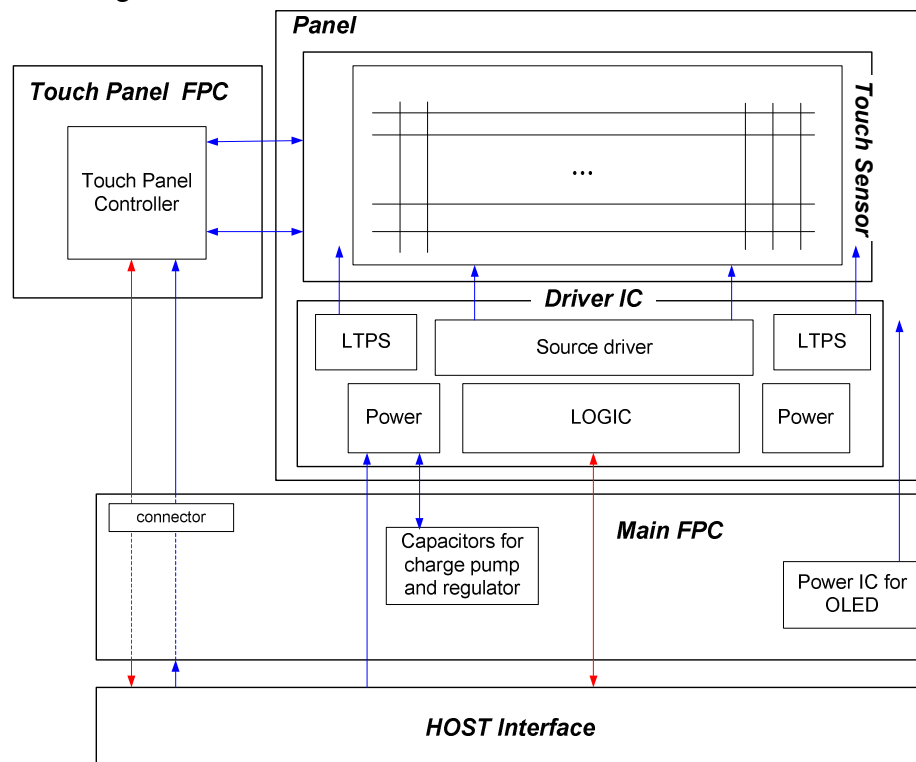 Panel
Touch Panel FPC
Touch Panel
Controller
...
Touch Sensor
Driver IC
LTPS
Source driver
LTPS
Power
LOGIC
Power
connector
Main FPC
Capacitors for
charge pump
and regulator
Power IC for
OLED
HOST Interface